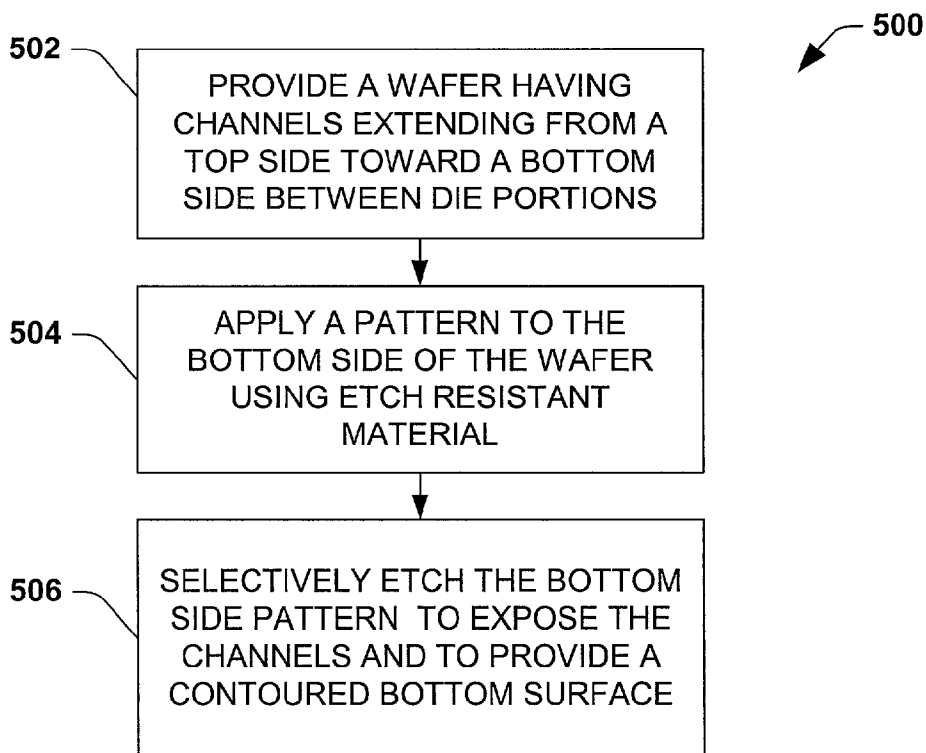 500
502
PROVIDE A WAFER HAVING
CHANNELS EXTENDING FROM A
TOP SIDE TOWARD A BOTTOM
SIDE BETWEEN DIE PORTIONS
504
APPLY A PATTERN TO THE
BOTTOM SIDE OF THE WAFER
USING ETCH RESISTANT
MATERIAL
506
SELECTIVELY ETCH THE BOTTOM
SIDE PATTERN TO EXPOSE THE
CHANNELS AND TO PROVIDE A
CONTOURED BOTTOM SURFACE